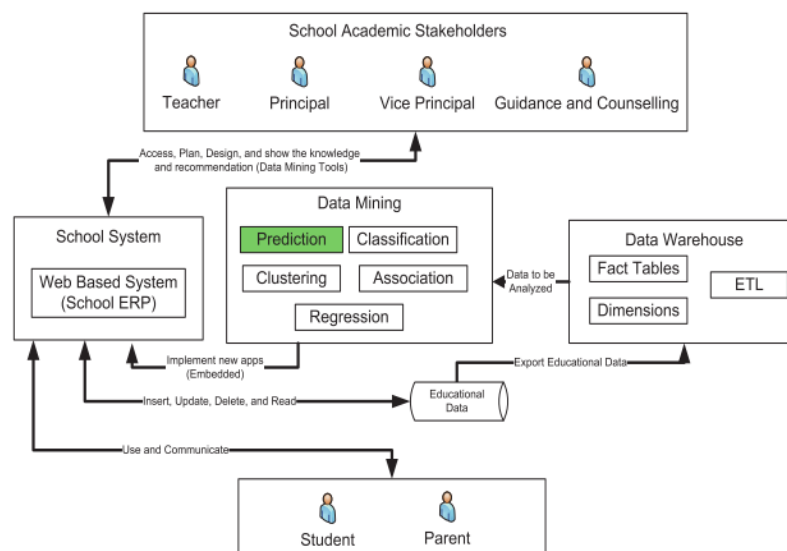 School Academic Stakeholders
Teacher
Principal
Vice Principal
Guidance and Counselling
Access, Plan, Design, and show the knowledge
and recommendation (Data Mining Tools)
School System
Web Based System
(School ERP)
Data Mining
Prediction
Classification
Clustering
Association
Regression
Data to be
Analyzed
Data Warehouse
Fact Tables
ETL
Dimensions
Implement new apps
(Embedded)
Export Educational Data
Insert, Update, Delete, and Read
Educational
Data
Use and Communicate
Student
Parent